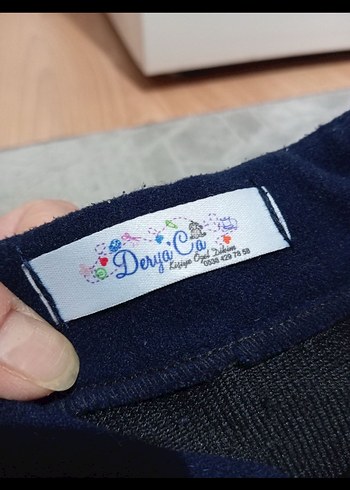 Derya Ca
Kişiye Özel Dikim
0538 429 78 58